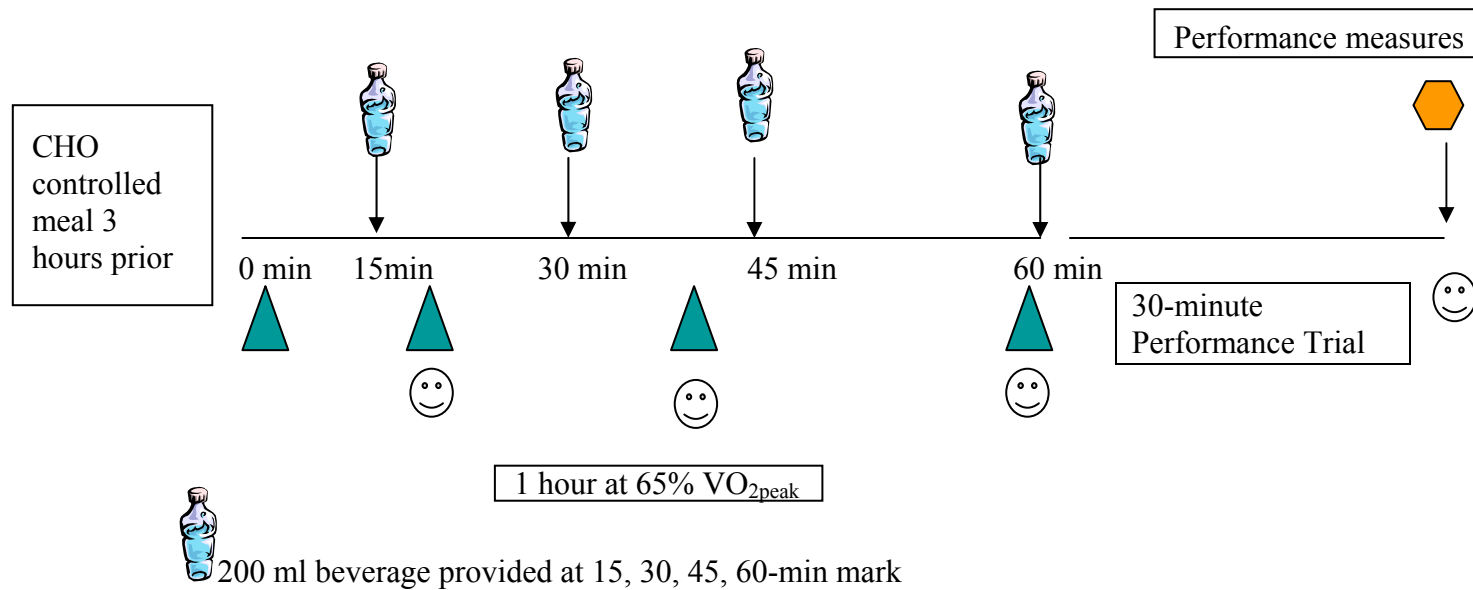 Performance measures
CHO
controlled
meal 3
hours prior
0 min 15min 30 min 45 min 60 min
30-minute
Performance Trial
1 hour at 65% VO2peak
200 ml beverage provided at 15, 30, 45, 60-min mark